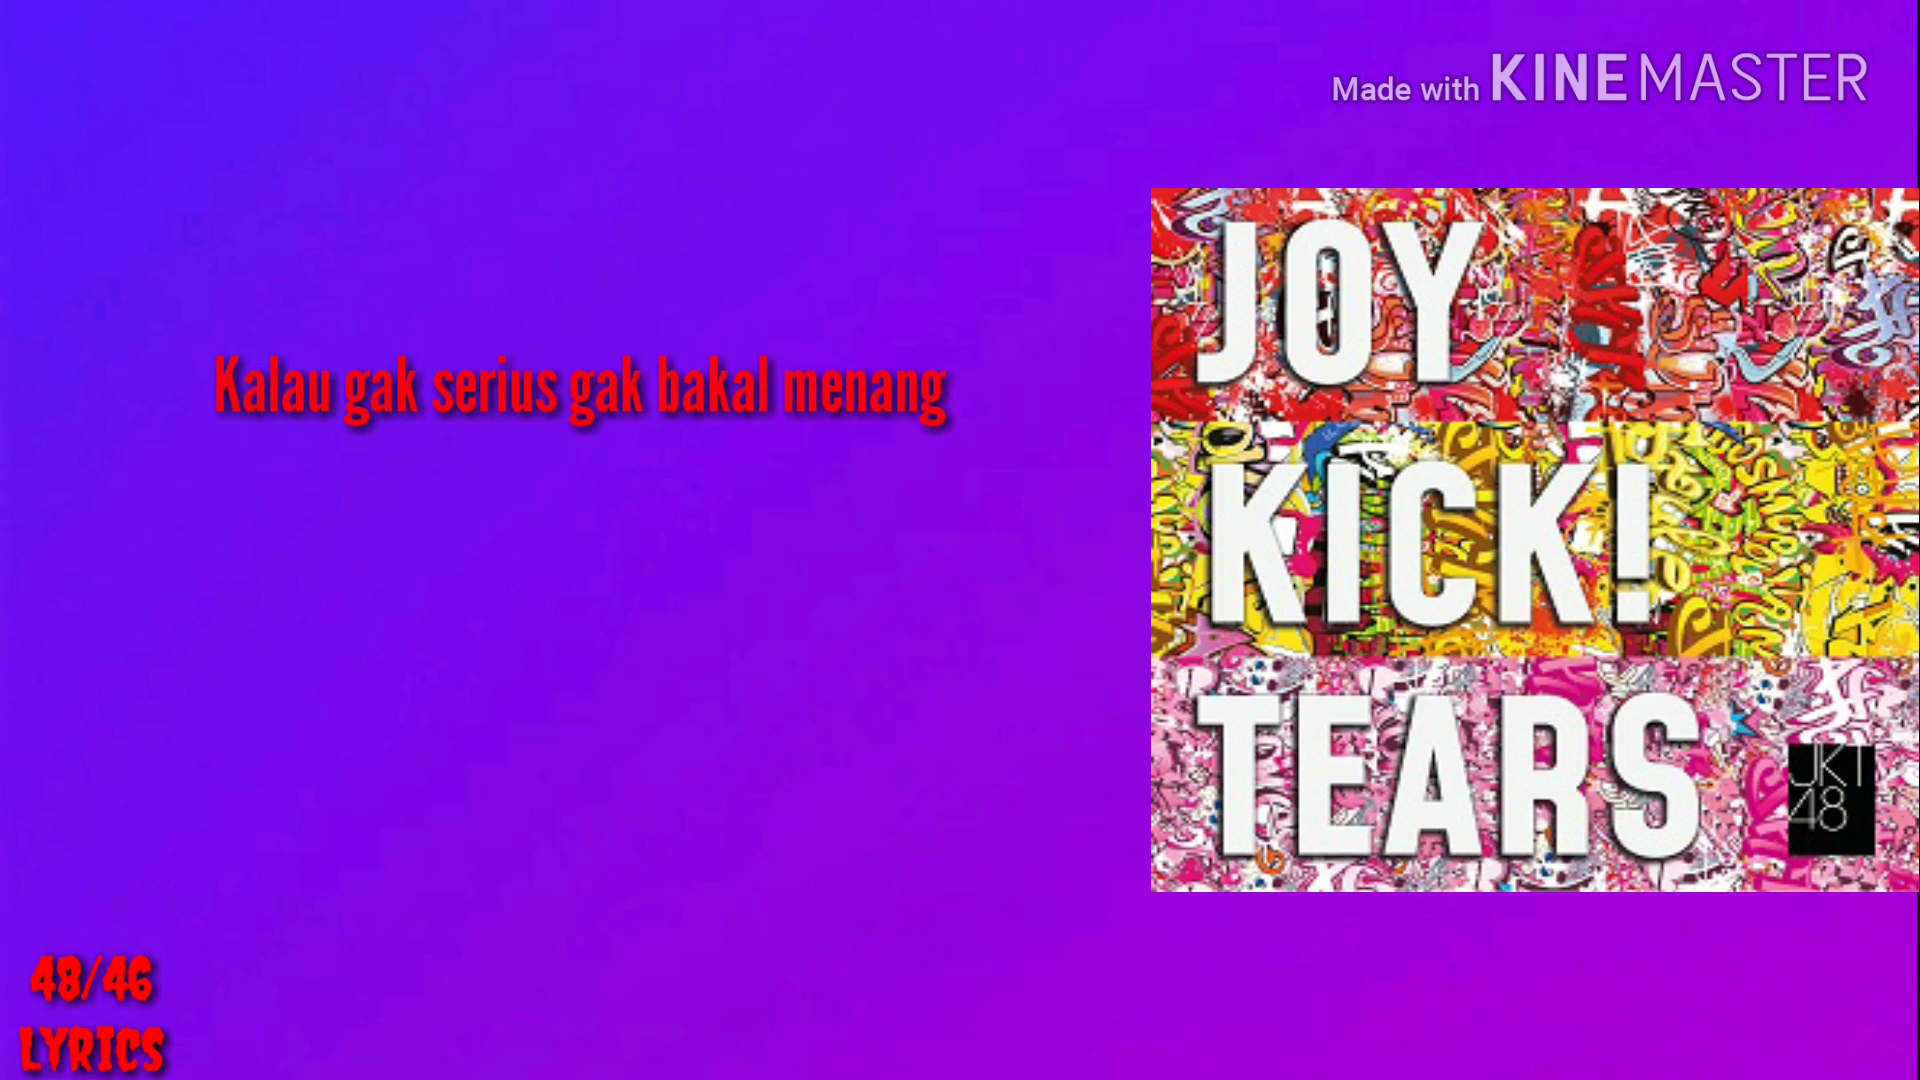 Made with KINEMASTER
JOY
Kalau gak serius gak bakal menang
KICK!
TEARS
JKT
48
48/46
LYRICS